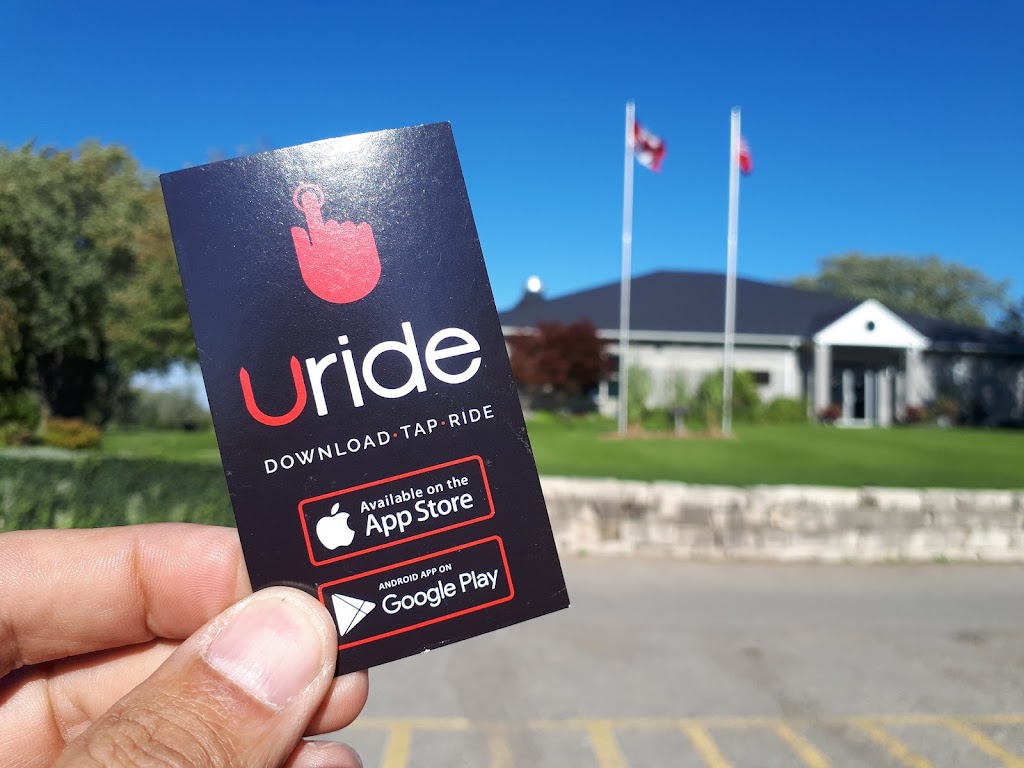 Uride
DOWNLOAD•TAP•RIDE
Available on the
App Store
ANDROID APP ON
Google Play